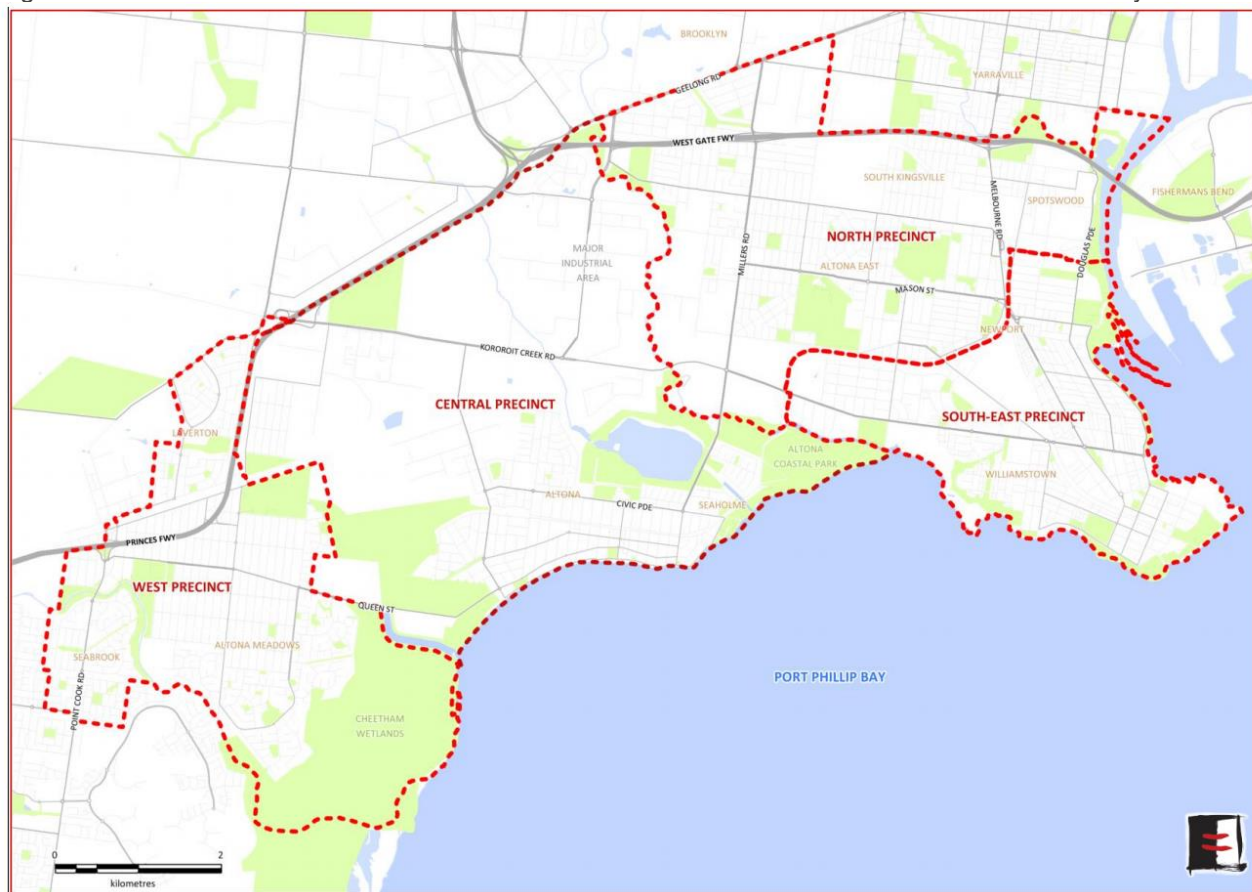 BROOKLYN
YARRAVILLE
GEELONG RD
WEST GATE FWY
SOUTH KINGSVILLE
SPOTSWOOD
FISHERMANS BEND
MELBOURNE RD
DOUGLAS PDE
NORTH PRECINCT
MAJOR
INDUSTRIAL
AREA
MILLERS RD
ALTONA EAST
MASON ST
NEWPORT
KOROROIT CREEK RD
CENTRAL PRECINCT
SOUTH-EAST PRECINCT
LAVERTON
ALTONA
COASTAL PARK
WILLIAMSTOWN
ALTONA
CIVIC PDE
SEAHOLME
PRINCES FWY
WEST PRECINCT
QUEEN ST
ALTONA MEADOWS
SEABROOK
POINT COOK RD
PORT PHILLIP BAY
CHEETHAM
WETLANDS
0 2
kilometres